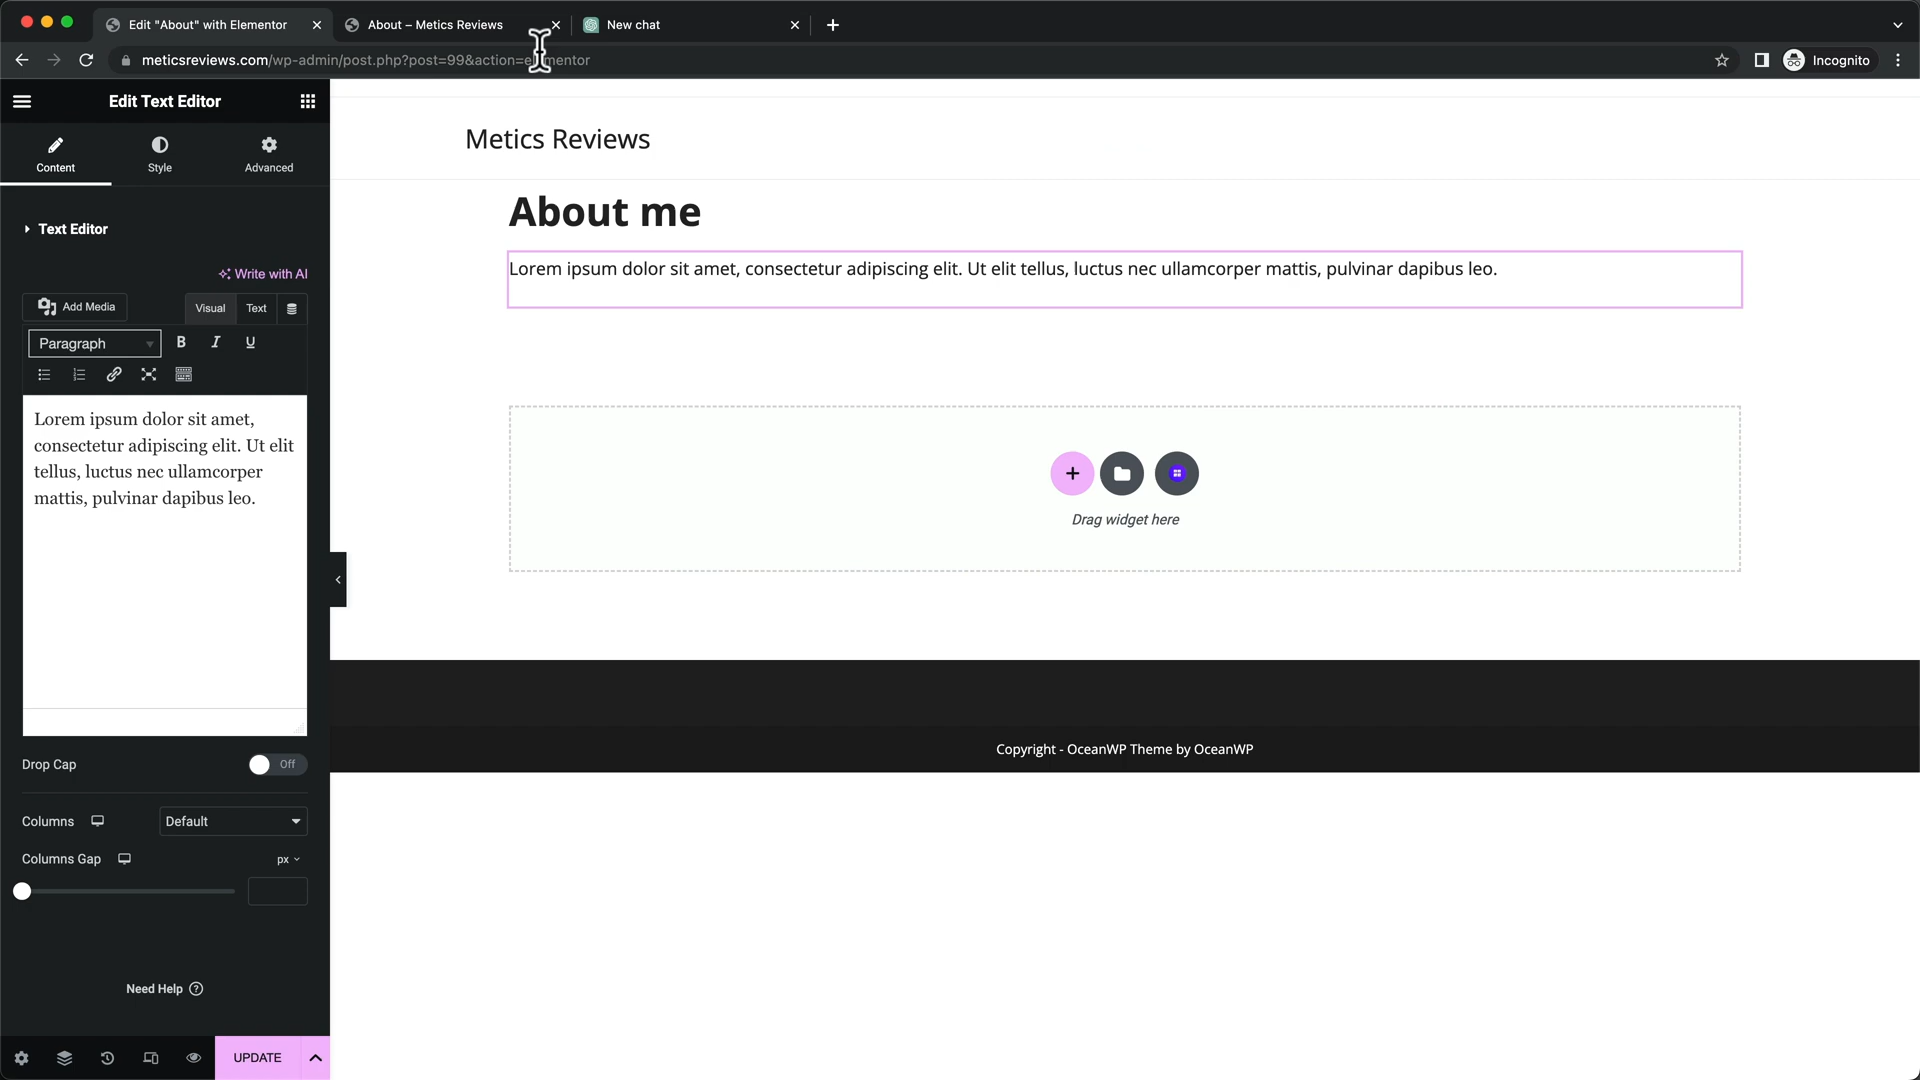 Edit "About" with Elementor
About – Metics Reviews
New chat
meticsreviews.com/wp-admin/post.php?post=99&action=elementor
Incognito
Edit Text Editor
Content
Style
Advanced
Text Editor
Write with AI
Add Media
Visual
Text
Paragraph
B
I
U
Lorem ipsum dolor sit amet,
consectetur adipiscing elit. Ut elit
tellus, luctus nec ullamcorper
mattis, pulvinar dapibus leo.
Drop Cap
Off
Columns
Default
Columns Gap
px
Need Help
UPDATE
Metics Reviews
About me
Lorem ipsum dolor sit amet, consectetur adipiscing elit. Ut elit tellus, luctus nec ullamcorper mattis, pulvinar dapibus leo.
Drag widget here
Copyright - OceanWP Theme by OceanWP